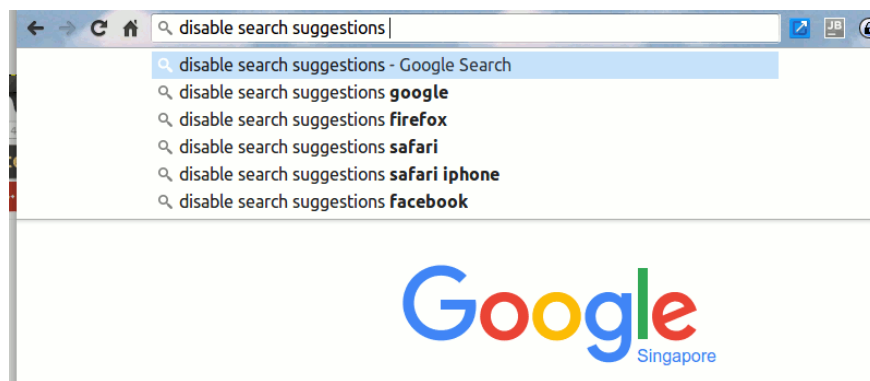 disable search suggestions
JB
disable search suggestions - Google Search
disable search suggestions google
disable search suggestions firefox
disable search suggestions safari
disable search suggestions safari iphone
disable search suggestions facebook
Google
Singapore